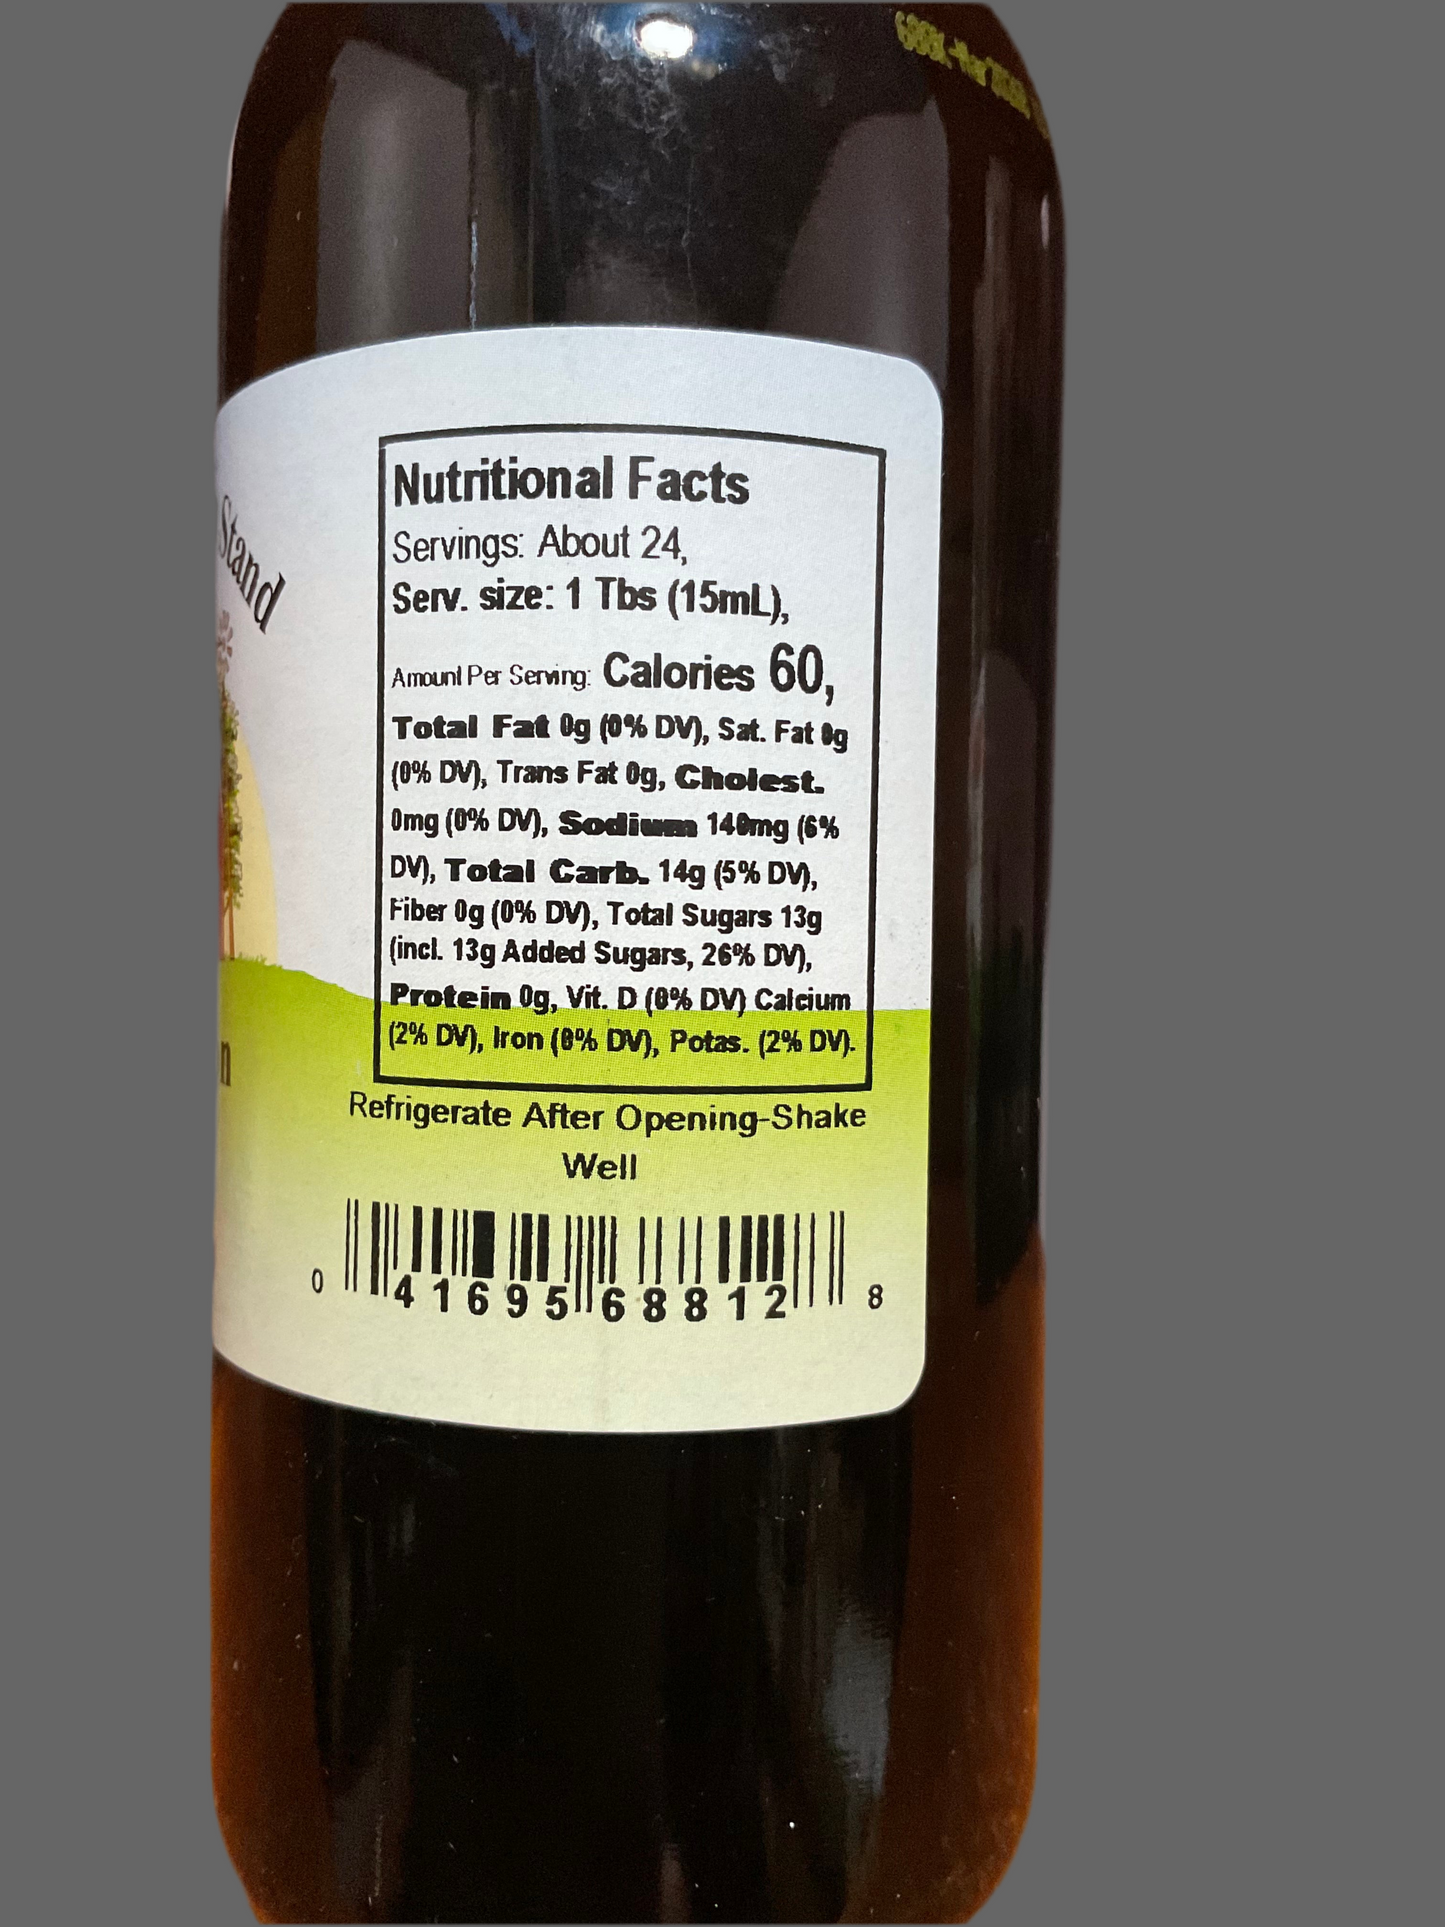 Stand
n
Nutritional Facts
Servings: About 24,
Serv. size: 1 Tbs (15mL),
Amount Per Serving: Calories 60,
Total Fat 0g (0% DV), Sat. Fat 0g
(0% DV), Trans Fat 0g, Cholest.
0mg (0% DV), Sodium 140mg (6%
DV), Total Carb. 14g (5% DV),
Fiber 0g (0% DV), Total Sugars 13g
(incl. 13g Added Sugars, 26% DV),
Protein 0g, Vit. D (0% DV) Calcium
(2% DV), Iron (0% DV), Potas. (2% DV).
Refrigerate After Opening-Shake
Well
0 41695 68812 8